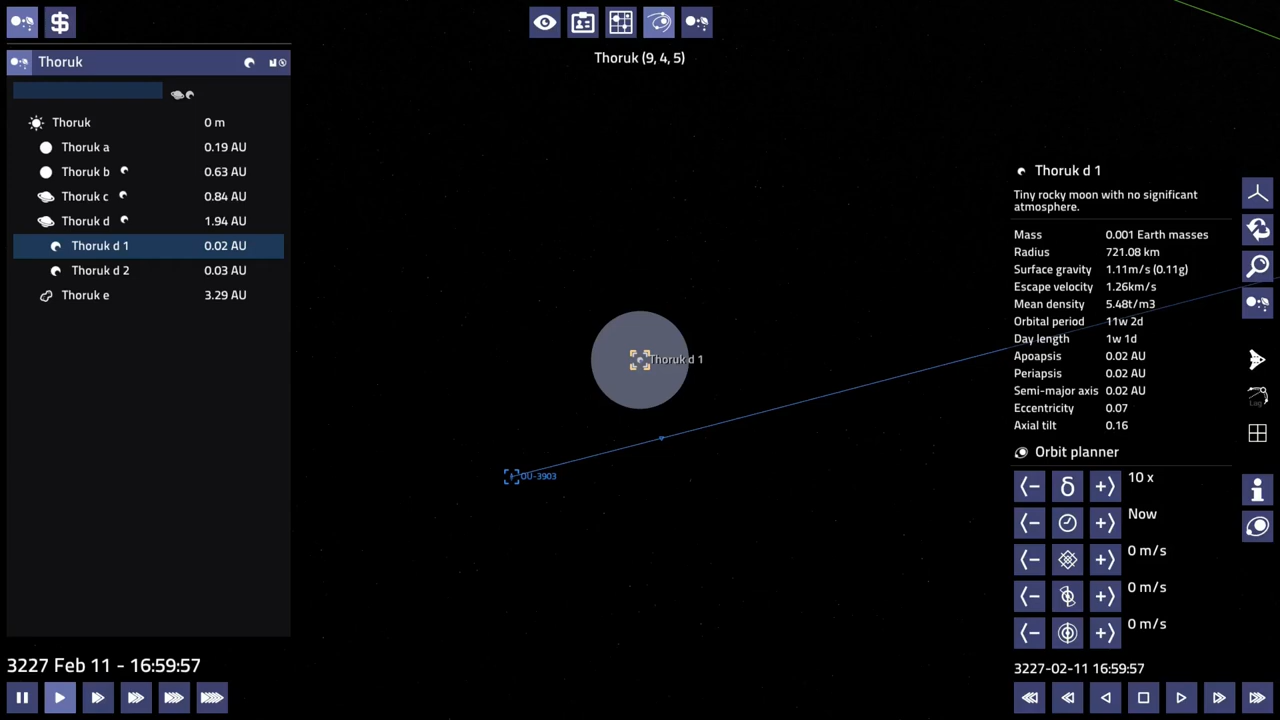 Thoruk (9, 4, 5)
Thoruk
Thoruk 0 m
Thoruk a 0.19 AU
Thoruk b 0.63 AU
Thoruk c 0.84 AU
Thoruk d 1.94 AU
Thoruk d 1 0.02 AU
Thoruk d 2 0.03 AU
Thoruk e 3.29 AU
Thoruk d 1
OU-3903
Thoruk d 1
Tiny rocky moon with no significant
atmosphere.
Mass 0.001 Earth masses
Radius 721.08 km
Surface gravity 1.11m/s (0.11g)
Escape velocity 1.26km/s
Mean density 5.48t/m3
Orbital period 11w 2d
Day length 1w 1d
Apoapsis 0.02 AU
Periapsis 0.02 AU
Semi-major axis 0.02 AU
Eccentricity 0.07
Axial tilt 0.16
Orbit planner
10 x
Now
0 m/s
0 m/s
0 m/s
3227-02-11 16:59:57
3227 Feb 11 - 16:59:57